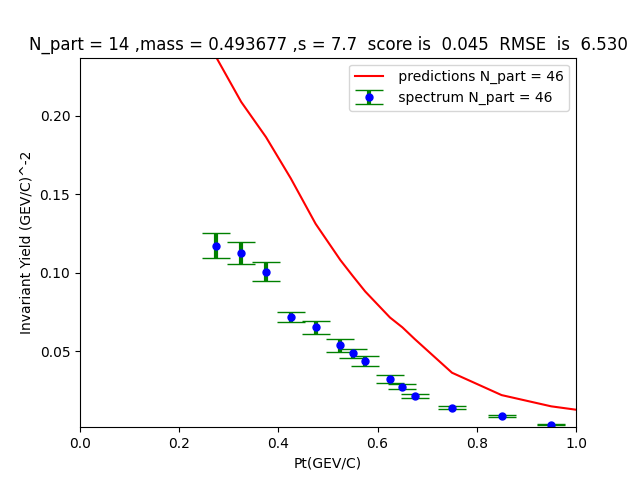 N_part = 14 ,mass = 0.493677 ,s = 7.7  score is  0.045  RMSE  is  6.530
predictions N_part = 46
spectrum N_part = 46
Invariant Yield (GEV/C)^-2
0.20
0.15
0.10
0.05
0.0 0.2 0.4 0.6 0.8 1.0
Pt(GEV/C)